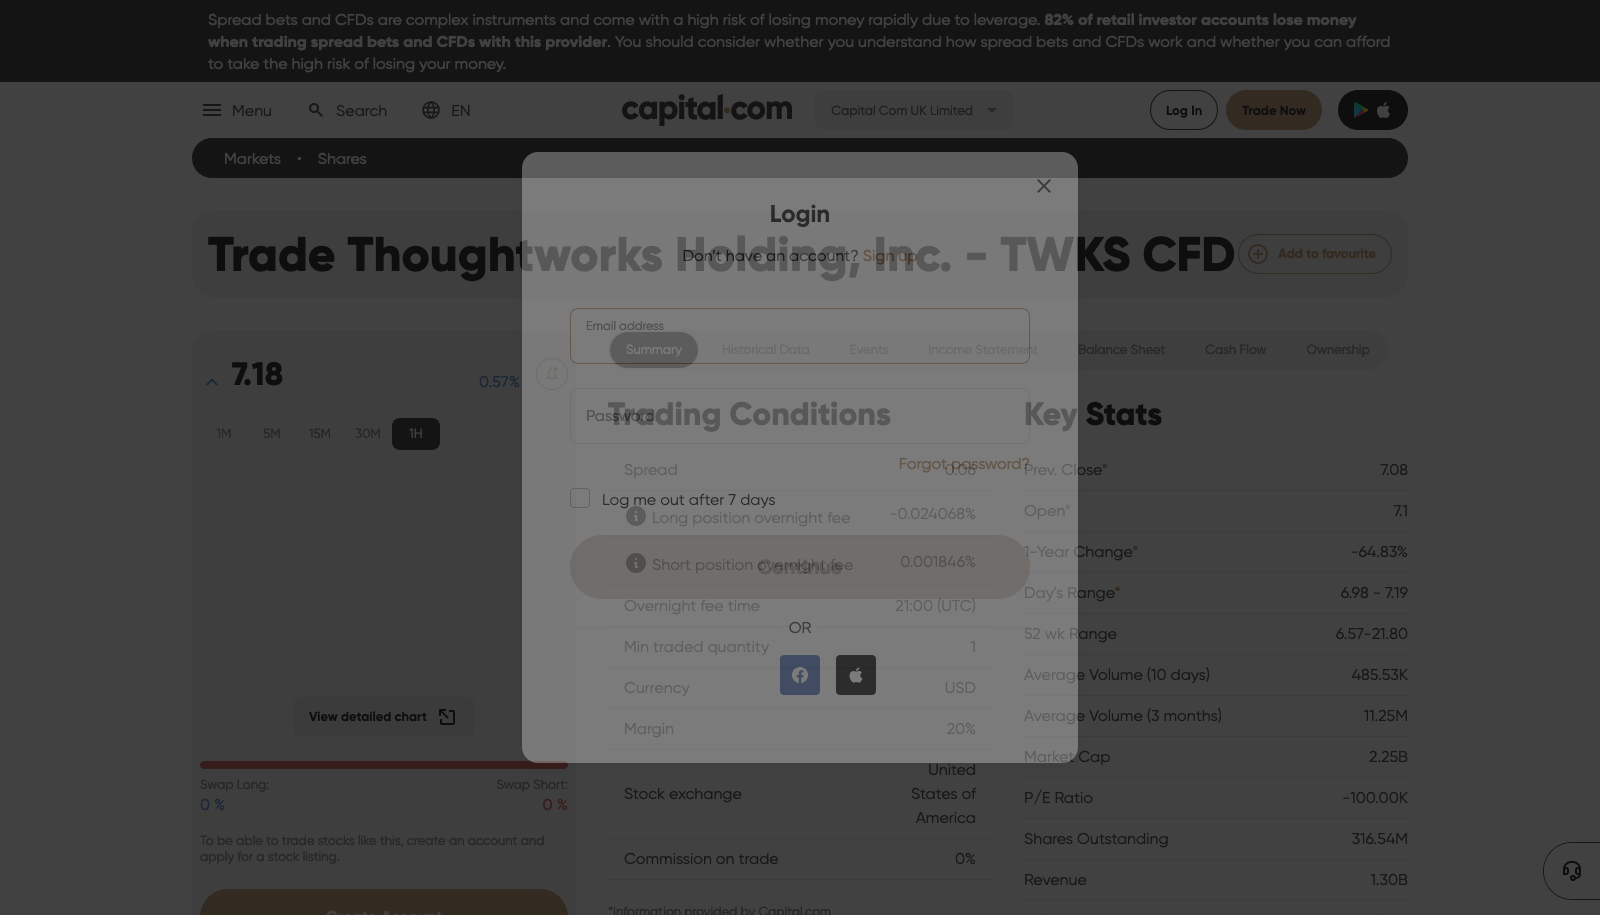 Spread bets and CFDs are complex instruments and come with a high risk of losing money rapidly due to leverage. 82% of retail investor accounts lose money
when trading spread bets and CFDs with this provider. You should consider whether you understand how spread bets and CFDs work and whether you can afford
to take the high risk of losing your money.
Menu
Search
EN
capital.com
Capital Com UK Limited
Log In
Trade Now
Markets • Shares
Login
Trade Thoughtworks Holding, Inc. - TWKS CFD
Add to favourite
Don't have an account? Sign up
Email address
Summary
Historical Data
Events
Income Statement
Balance Sheet
Cash Flow
Ownership
7.18
0.57%
1M
5M
15M
30M
1H
Password
Trading Conditions
Key Stats
Forgot password?
Spread 0.06
Prev. Close* 7.08
Log me out after 7 days
Long position overnight fee -0.024068%
Open* 7.1
1-Year Change* -64.83%
Short position overnight fee 0.001846%
Continue
Day's Range* 6.98 - 7.19
Overnight fee time 21:00 (UTC)
OR
52 wk Range 6.57-21.80
Min traded quantity 1
Average Volume (10 days) 485.53K
Currency USD
Average Volume (3 months) 11.25M
View detailed chart
Margin 20%
Market Cap 2.25B
Swap Long:
0 %
Swap Short:
0 %
Stock exchange
United
States of
America
P/E Ratio -100.00K
To be able to trade stocks like this, create an account and
apply for a stock listing.
Shares Outstanding 316.54M
Commission on trade 0%
Revenue 1.30B
Create Account
*Information provided by Capital.com